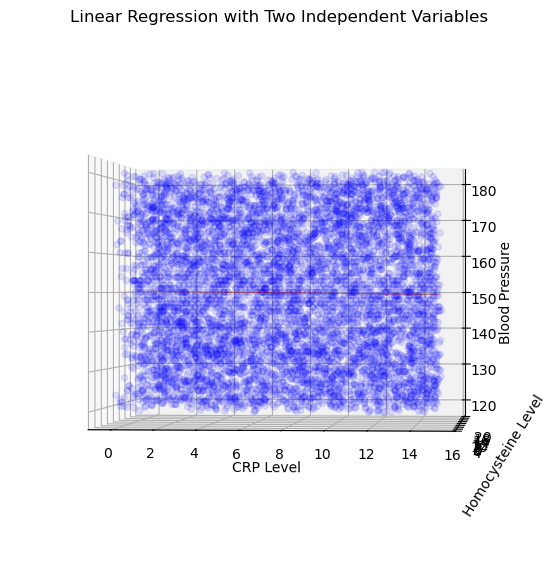 Linear Regression with Two Independent Variables
180
170
160
150
140
130
120
Blood Pressure
0 2 4 6 8 10 12 14 16
CRP Level
Homocysteine Level